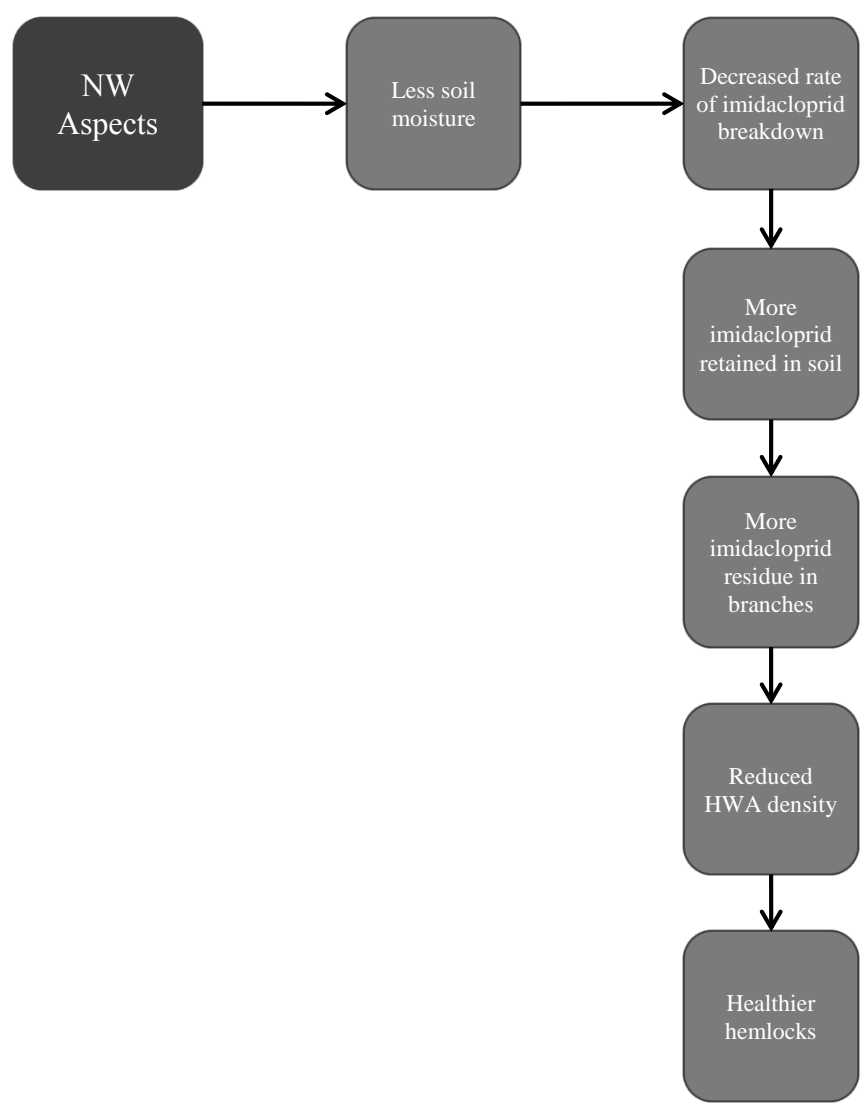 NW
Aspects
Less soil
moisture
Decreased rate
of imidacloprid
breakdown
More
imidacloprid
retained in soil
More
imidacloprid
residue in
branches
Reduced
HWA density
Healthier
hemlocks